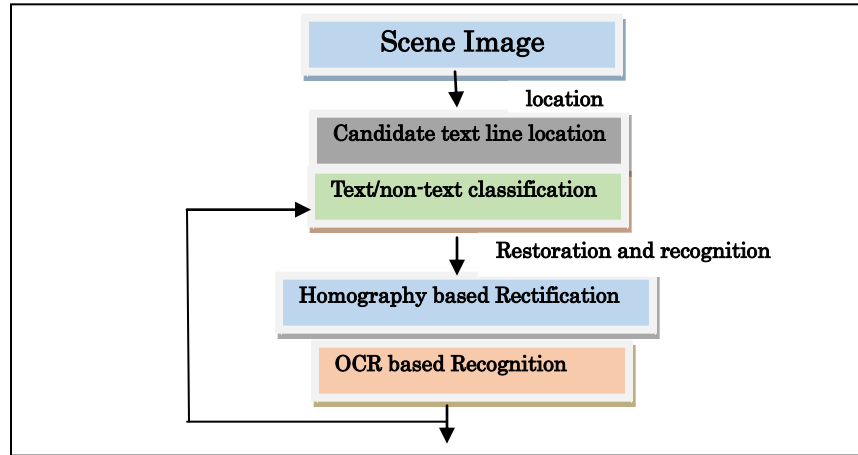 Scene Image
location
Candidate text line location
Text/non-text classification
Restoration and recognition
Homography based Rectification
OCR based Recognition